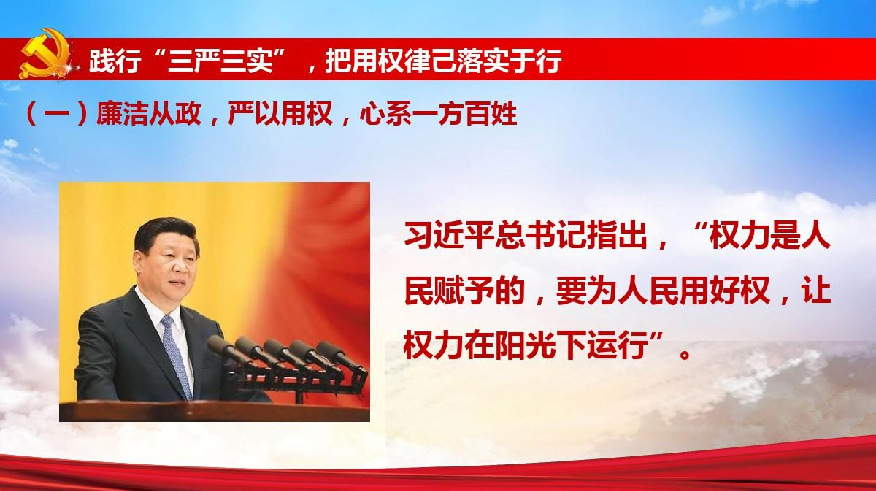 践行“三严三实”，把用权律己落实于行
（一）廉洁从政，严以用权，心系一方百姓
习近平总书记指出，“权力是人
民赋予的，要为人民用好权，让
权力在阳光下运行”。